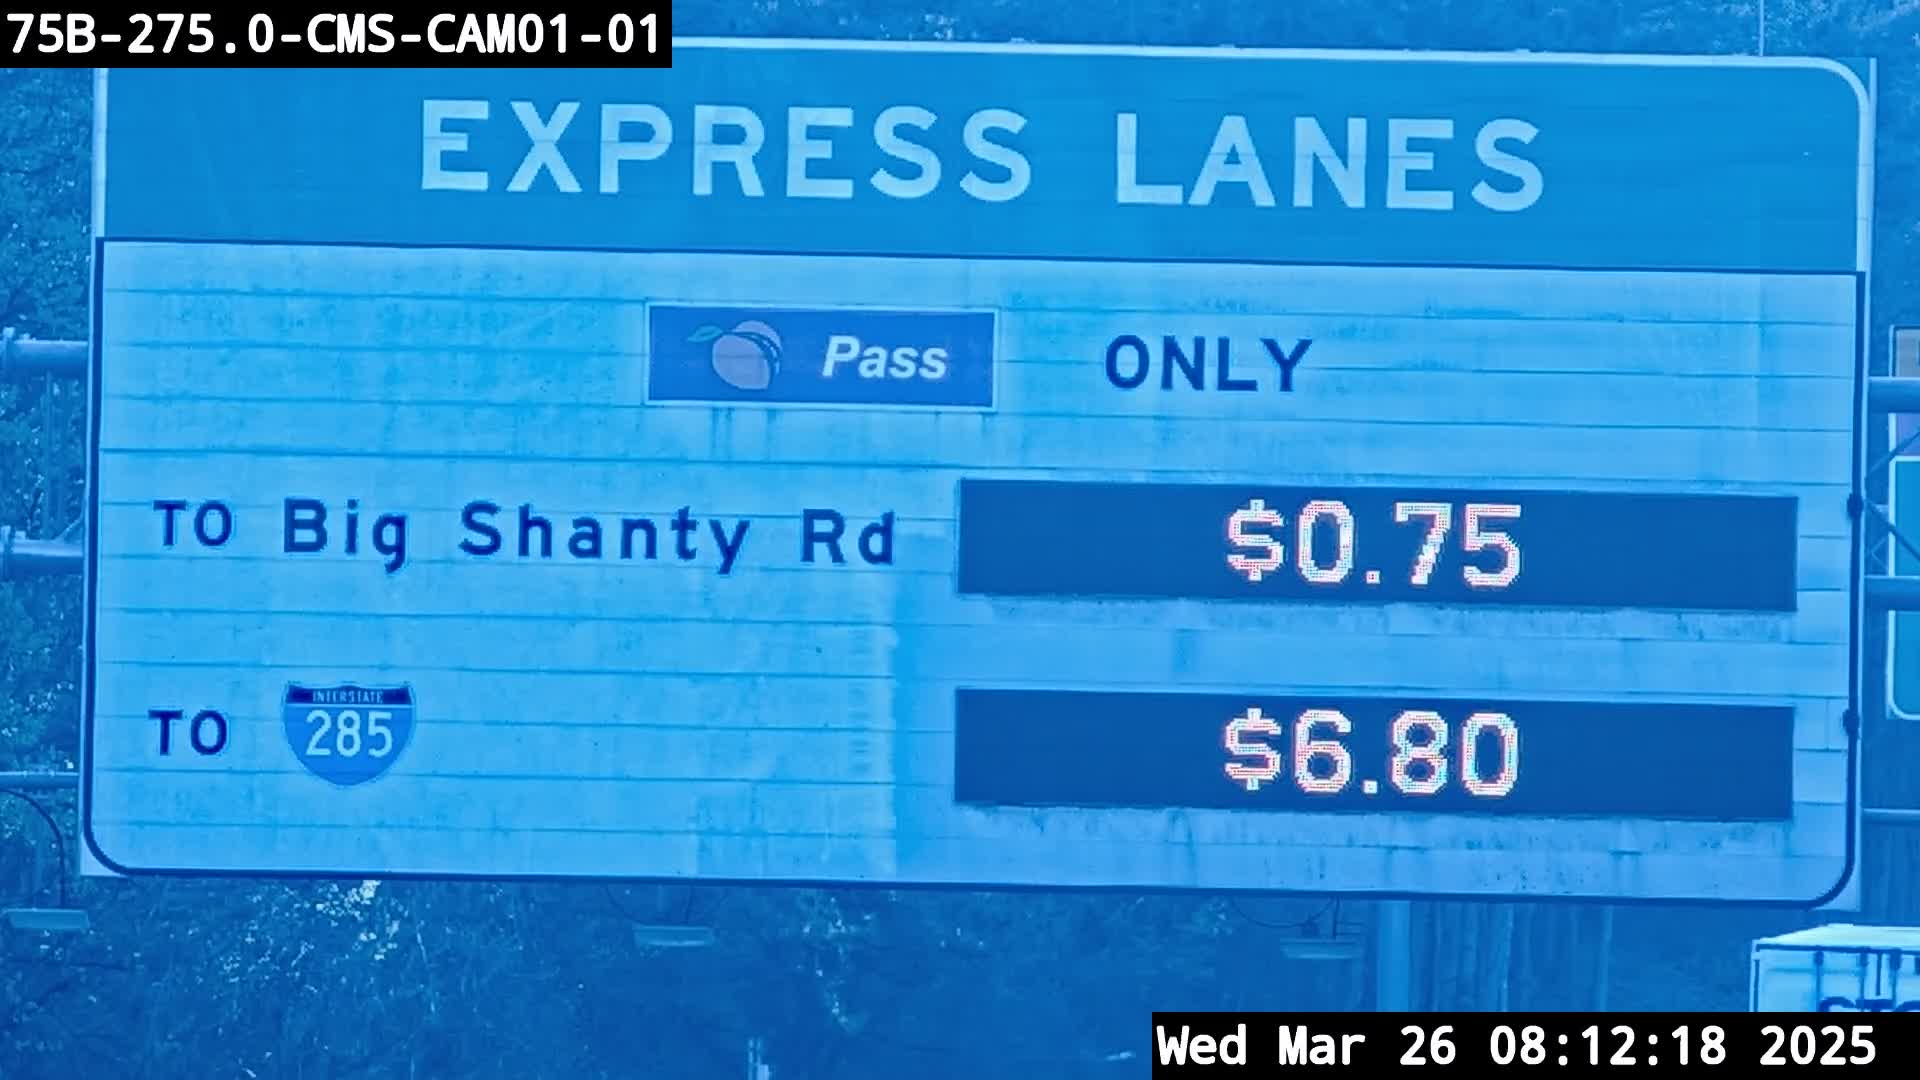 75B-275.0-CMS-CAM01-01
EXPRESS LANES
Pass ONLY
TO Big Shanty Rd $0.75
TO INTERSTATE 285 $6.80
Wed Mar 26 08:12:18 2025